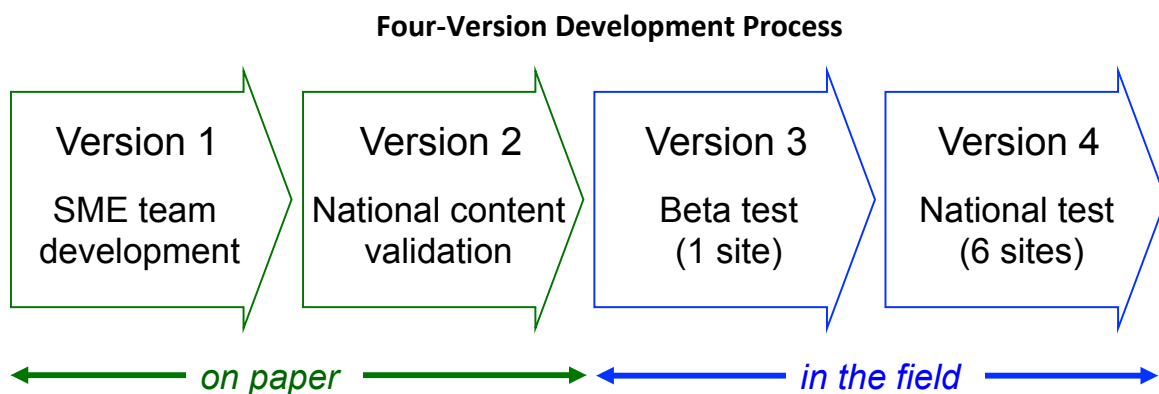 Four-Version Development Process
Version 1
SME team
development
Version 2
National content
validation
Version 3
Beta test
(1 site)
Version 4
National test
(6 sites)
on paper
in the field